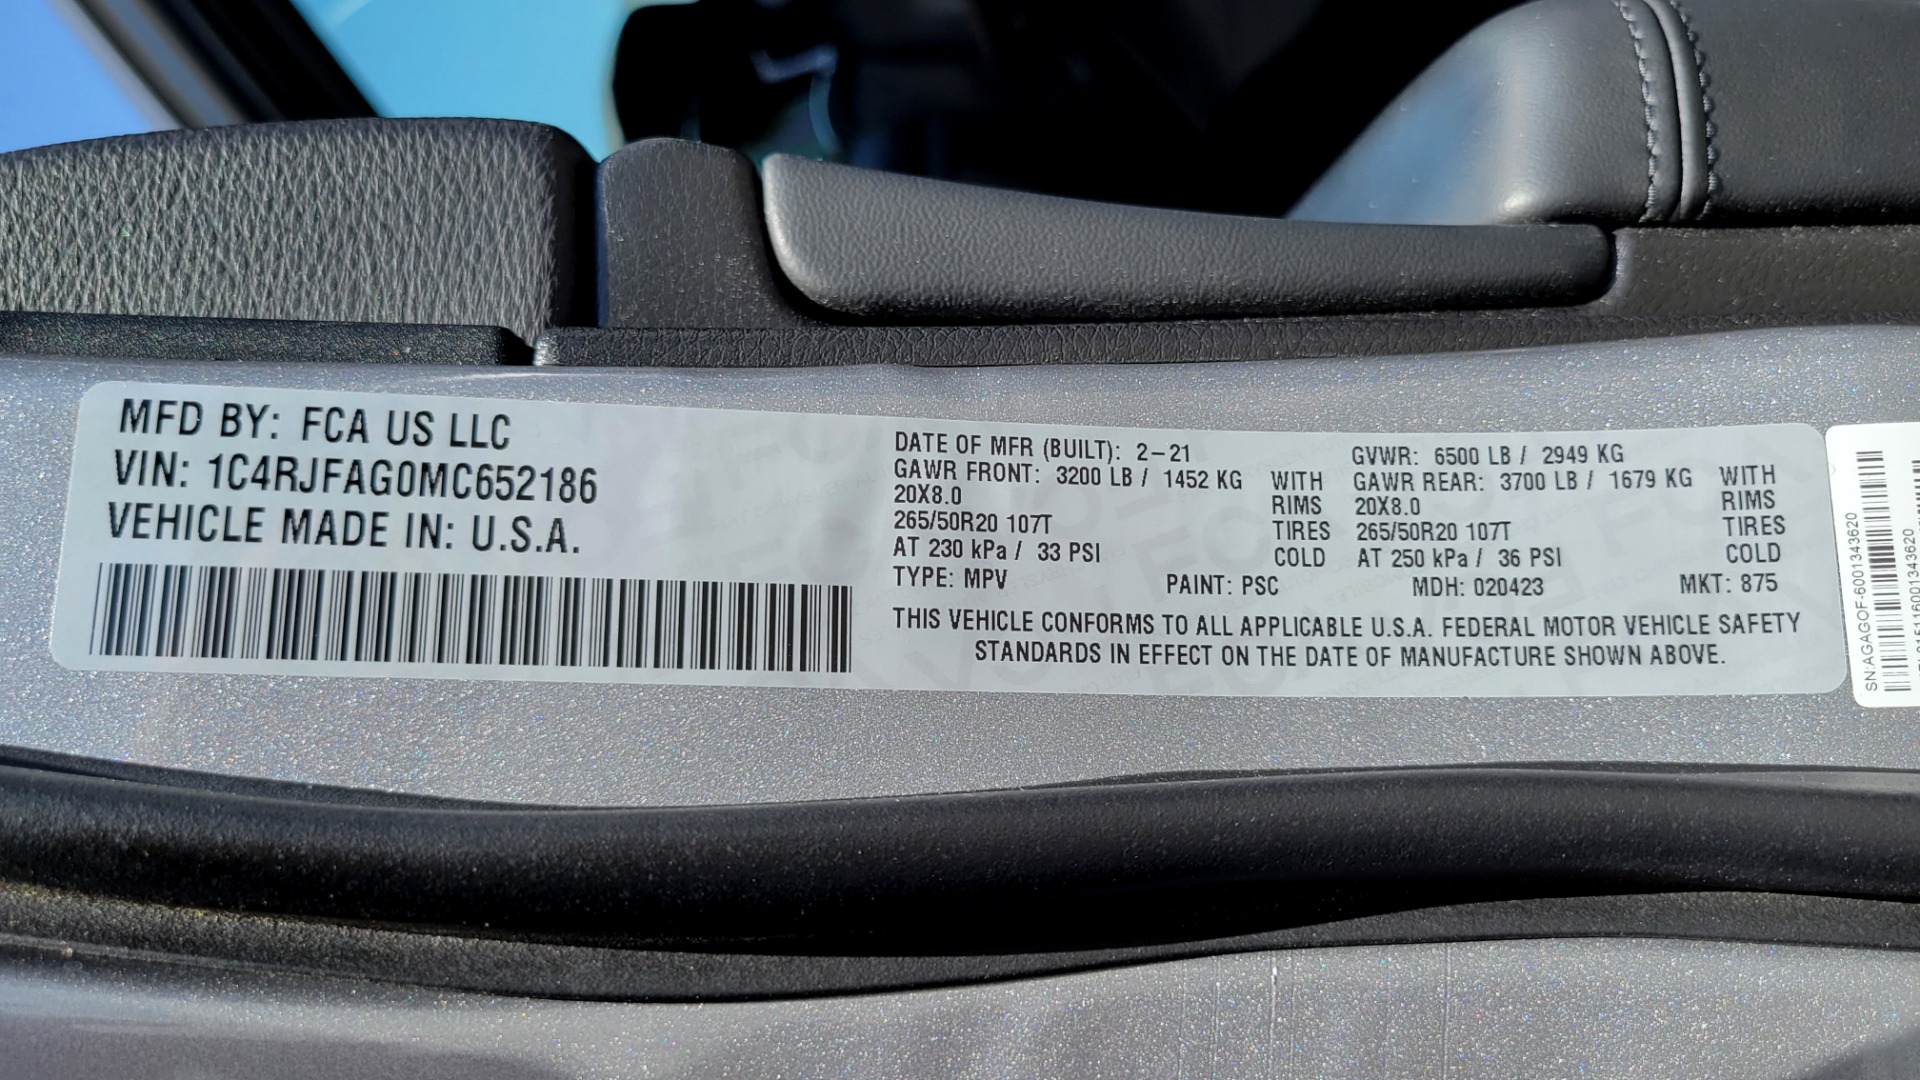 MFD BY: FCA US LLC
VIN: 1C4RJFAG0MC652186
VEHICLE MADE IN: U.S.A.
DATE OF MFR (BUILT): 2-21 GVWR: 6500 LB / 2949 KG
GAWR FRONT: 3200 LB / 1452 KG WITH GAWR REAR: 3700 LB / 1679 KG WITH
20X8.0 RIMS 20X8.0 RIMS
265/50R20 107T TIRES 265/50R20 107T TIRES
AT 230 kPa / 33 PSI COLD AT 250 kPa / 36 PSI COLD
TYPE: MPV PAINT: PSC MDH: 020423 MKT: 875
THIS VEHICLE CONFORMS TO ALL APPLICABLE U.S.A. FEDERAL MOTOR VEHICLE SAFETY
STANDARDS IN EFFECT ON THE DATE OF MANUFACTURE SHOWN ABOVE.
SN:AGAGOF-6001343620